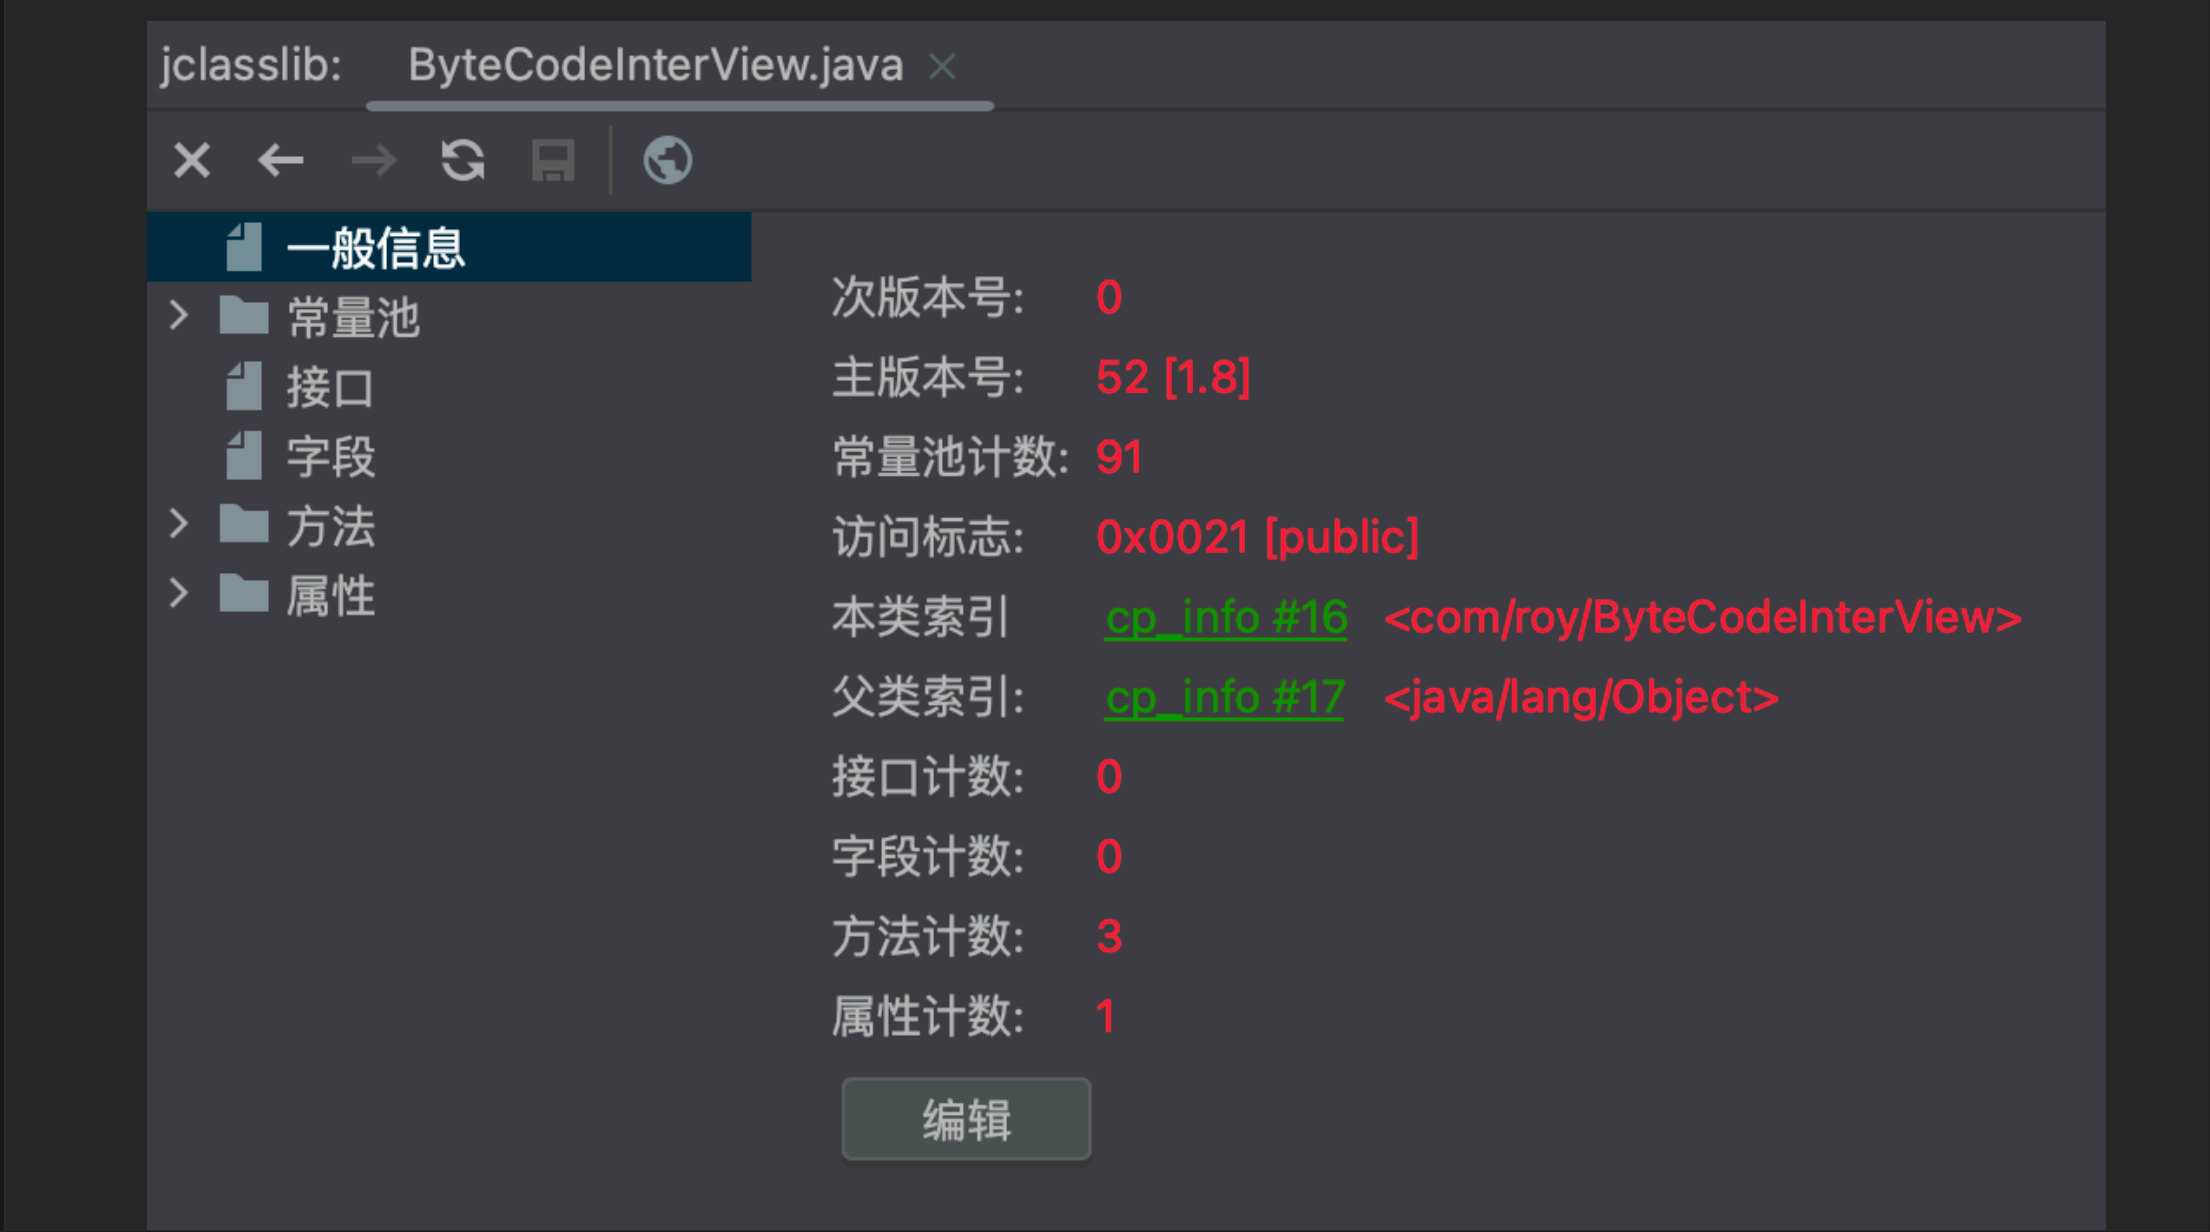 jclasslib: ByteCodeInterView.java
一般信息
常量池
接口
字段
方法
属性
次版本号: 0
主版本号: 52 [1.8]
常量池计数: 91
访问标志: 0x0021 [public]
本类索引 cp_info #16 <com/roy/ByteCodeInterView>
父类索引: cp_info #17 <java/lang/Object>
接口计数: 0
字段计数: 0
方法计数: 3
属性计数: 1
编辑